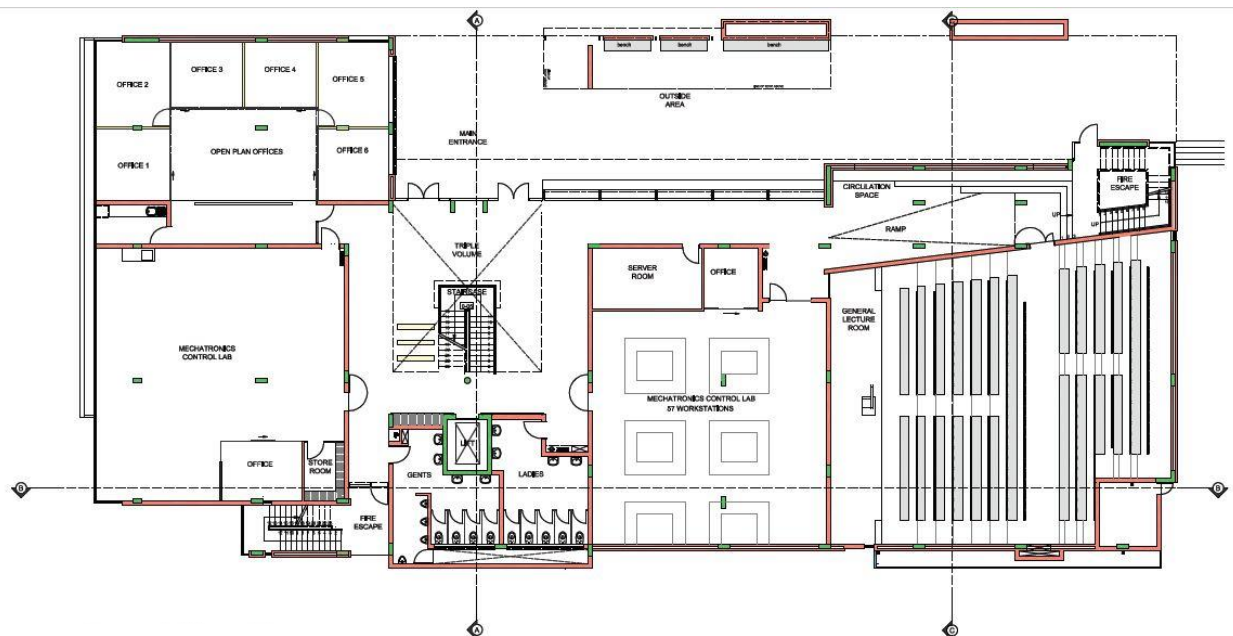 A
bench
bench
bench
OFFICE 2
OFFICE 3
OFFICE 4
OFFICE 5
OUTSIDE
AREA
MAIN
ENTRANCE
OFFICE 1
OPEN PLAN OFFICES
OFFICE 6
CIRCULATION
SPACE
FIRE
ESCAPE
UP
UP
RAMP
TRIPLE
VOLUME
SERVER
ROOM
OFFICE
STAIRCASE
GENERAL
LECTURE
ROOM
MECHATRONICS
CONTROL LAB
MECHATRONICS CONTROL LAB
57 WORKSTATIONS
OFFICE
STORE
ROOM
GENTS
LIFT
LADIES
B
B
FIRE
ESCAPE
A
C